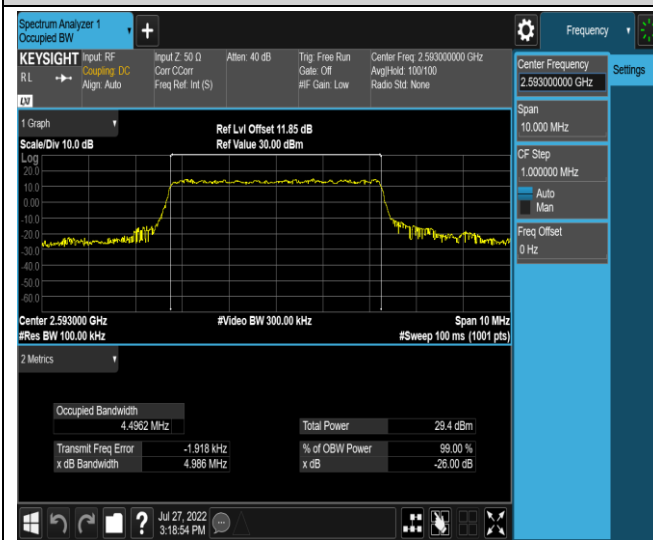 Spectrum Analyzer 1
Occupied BW
Frequency
KEYSIGHT
RL
LXI
Input: RF
Coupling: DC
Align: Auto
Input Z: 50 Ω
Corr CCorr
Freq Ref: Int (S)
Atten: 40 dB
Trig: Free Run
Gate: Off
#IF Gain: Low
Center Freq: 2.593000000 GHz
Avg|Hold: 100/100
Radio Std: None
Center Frequency
2.593000000 GHz
Settings
Span
10.000 MHz
CF Step
1.000000 MHz
Auto
Man
Freq Offset
0 Hz
1 Graph
Scale/Div 10.0 dB
Ref Lvl Offset 11.85 dB
Ref Value 30.00 dBm
Log
20.0
10.0
0.00
-10.0
-20.0
-30.0
-40.0
-50.0
-60.0
Center 2.593000 GHz
#Res BW 100.00 kHz
#Video BW 300.00 kHz
Span 10 MHz
#Sweep 100 ms (1001 pts)
2 Metrics
Occupied Bandwidth
4.4962 MHz
Total Power 29.4 dBm
Transmit Freq Error -1.918 kHz
% of OBW Power 99.00 %
x dB Bandwidth 4.986 MHz
x dB -26.00 dB
?
Jul 27, 2022
3:18:54 PM